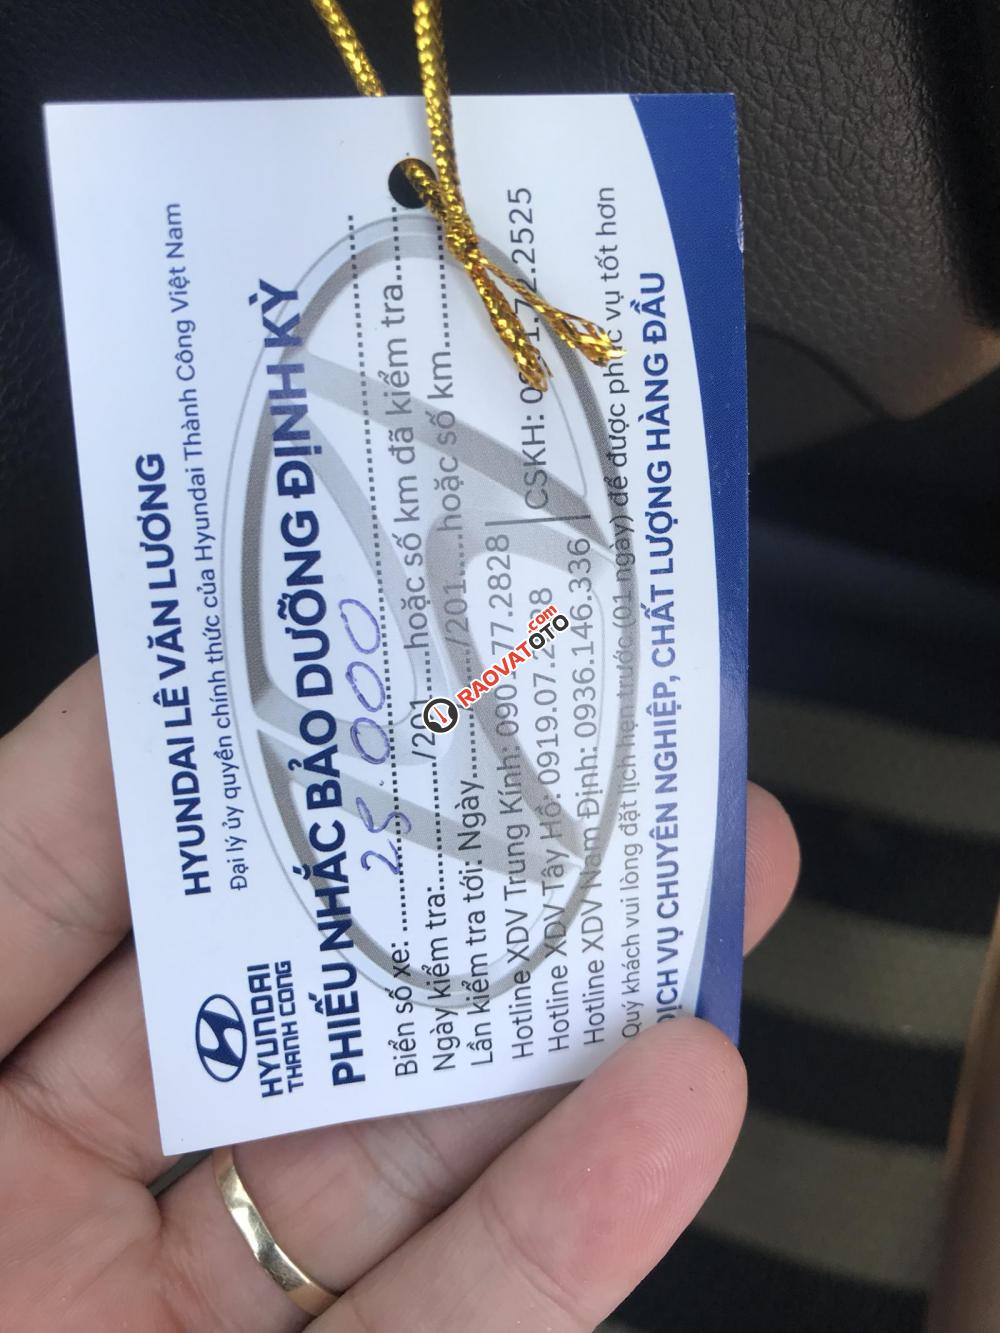 HYUNDAI
THANH CONG
HYUNDAI LÊ VĂN LƯƠNG
Đại lý ủy quyền chính thức của Hyundai Thành Công Việt Nam
PHIẾU NHẮC BẢO DƯỠNG ĐỊNH KỲ
25.000
Biển số xe: ........................................
Ngày kiểm tra:............/201.....hoặc số km đã kiểm tra........
Lần kiểm tra tới: Ngày............/201.....hoặc số km............
Hotline XDV Trung Kính: 090 77.2828
Hotline XDV Tây Hồ: 0919.07. 8 | CSKH: 2.2525
Hotline XDV Nam Định: 0936.146.336
Quý khách vui lòng đặt lịch hẹn trước (01 ngày) để được phục vụ tốt hơn
DỊCH VỤ CHUYÊN NGHIỆP, CHẤT LƯỢNG HÀNG ĐẦU
RAOVATOTO.com